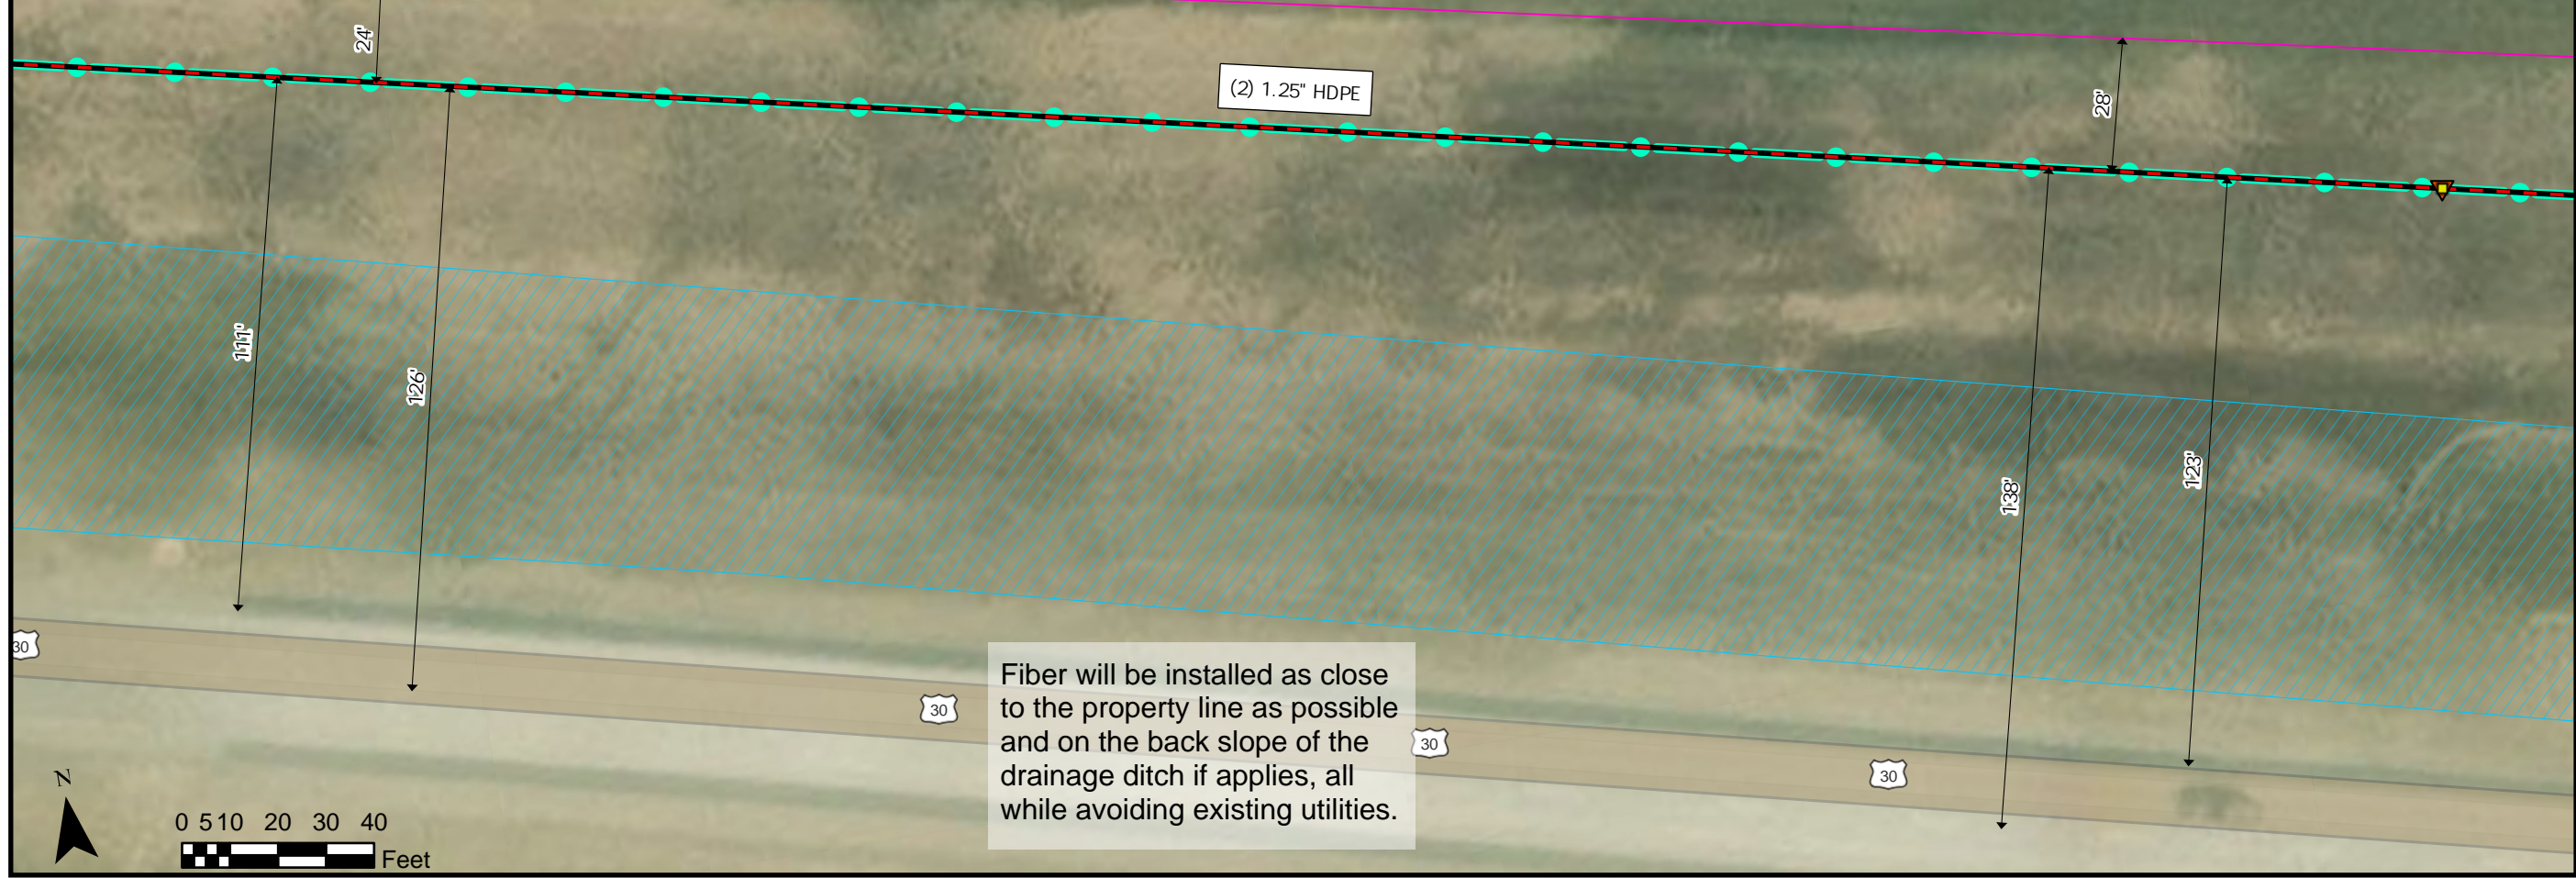 24'
(2) 1.25" HDPE
28'
111'
126'
138'
123'
30
30
30
30
Fiber will be installed as close
to the property line as possible
and on the back slope of the
drainage ditch if applies, all
while avoiding existing utilities.
N
0 5 10 20 30 40
Feet